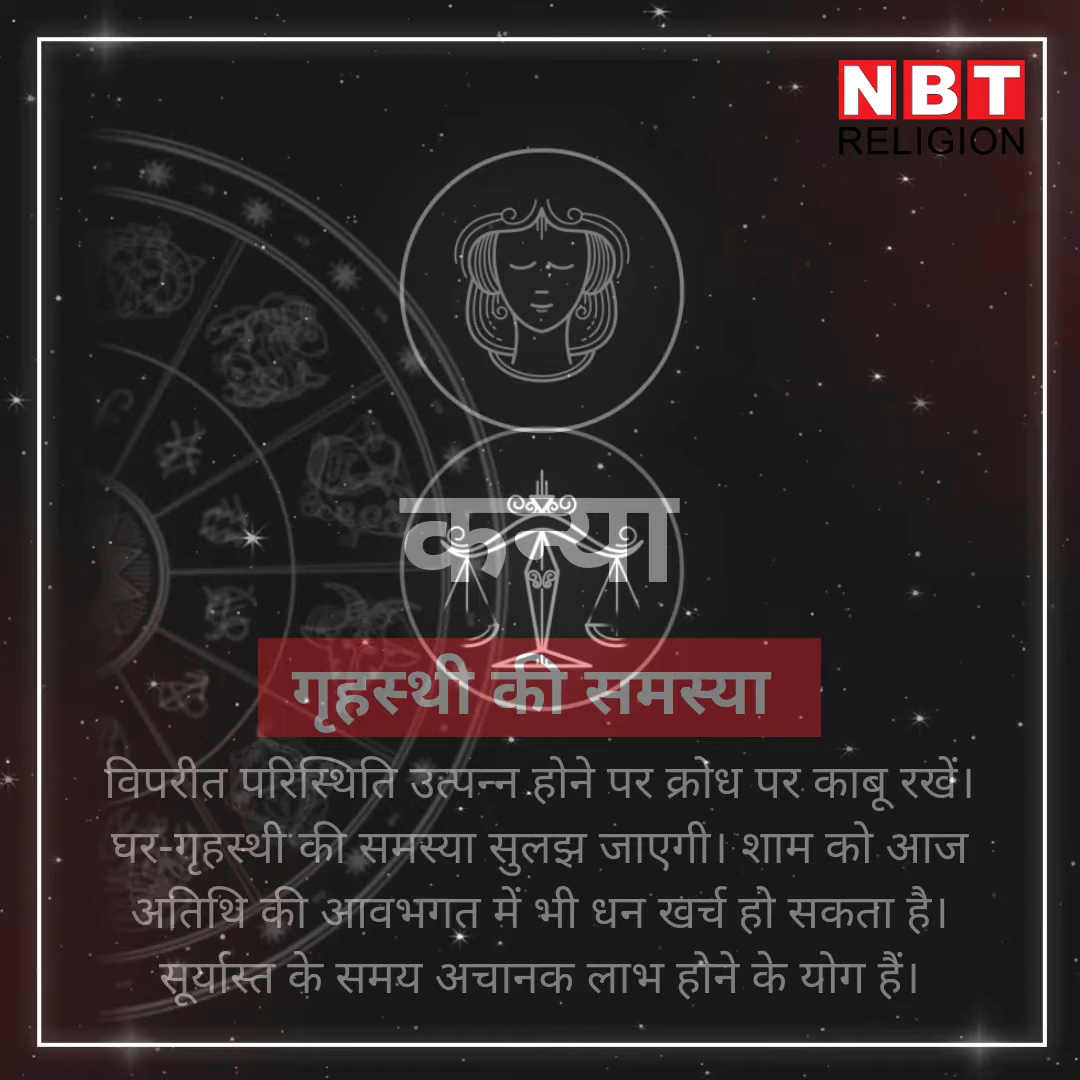 NBT
RELIGION
कन्या
गृहस्थी की समस्या
विपरीत परिस्थिति उत्पन्न होने पर क्रोध पर काबू रखें।
घर-गृहस्थी की समस्या सुलझ जाएगी। शाम को आज
अतिथि की आवभगत में भी धन खर्च हो सकता है।
सूर्यास्त के समय अचानक लाभ होने के योग हैं।